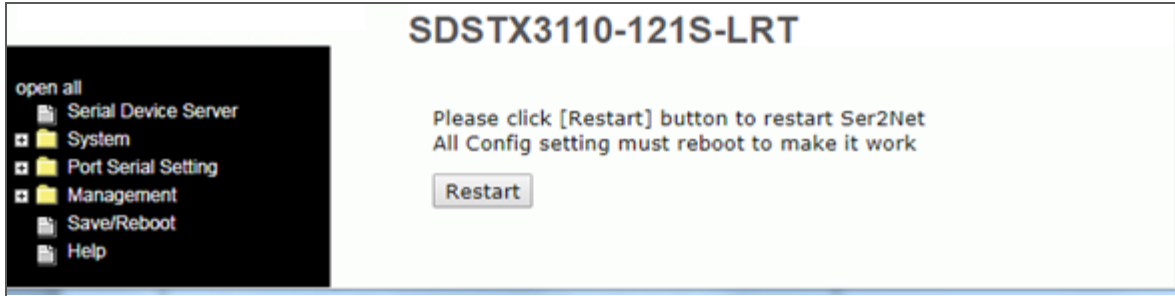 SDSTX3110-121S-LRT
open all
Serial Device Server
System
Port Serial Setting
Management
Save/Reboot
Help
Please click [Restart] button to restart Ser2Net
All Config setting must reboot to make it work
Restart